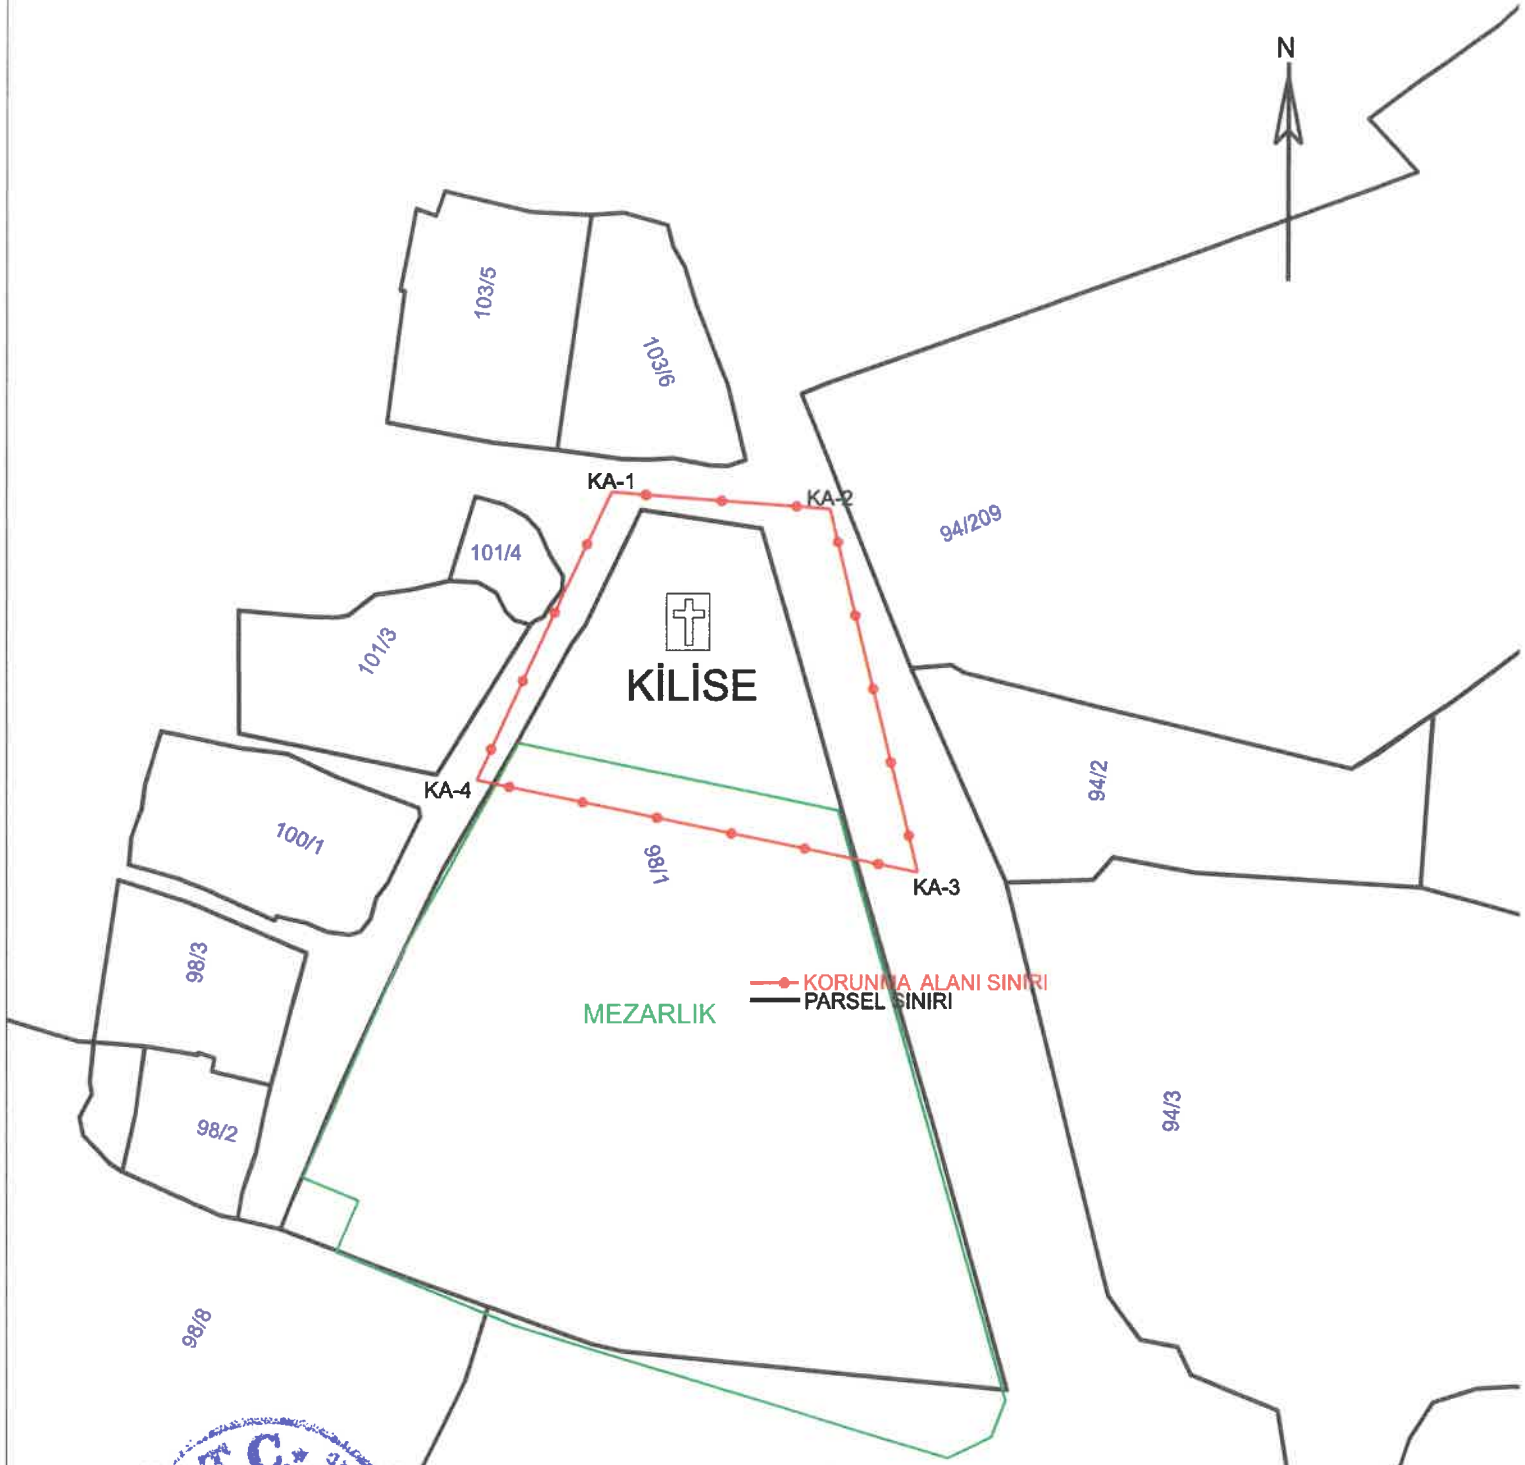 N
103/5
103/6
KA-1
KA-2
94/209
101/4
101/3
KİLİSE
94/2
KA-4
100/1
98/1
KA-3
98/3
KORUNMA ALANI SINIRI
PARSEL SINIRI
MEZARLIK
98/2
94/3
98/8
T.C.